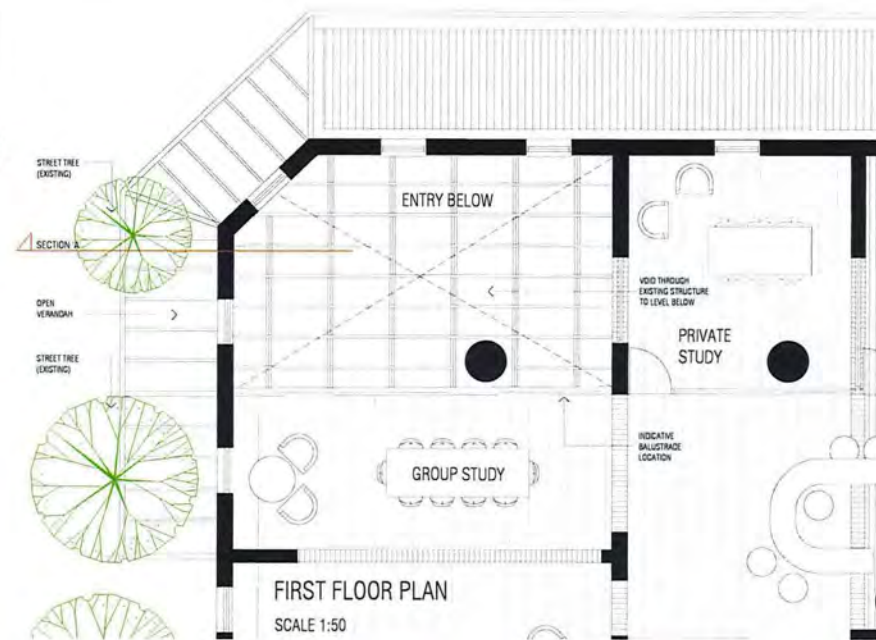 STREET TREE
(EXISTING)
ENTRY BELOW
SECTION 'A'
OPEN
VERANDAH
VOID THROUGH
EXISTING STRUCTURE
TO LEVEL BELOW
PRIVATE
STUDY
STREET TREE
(EXISTING)
INDICATIVE
BALUSTRADE
LOCATION
GROUP STUDY
FIRST FLOOR PLAN
SCALE 1:50